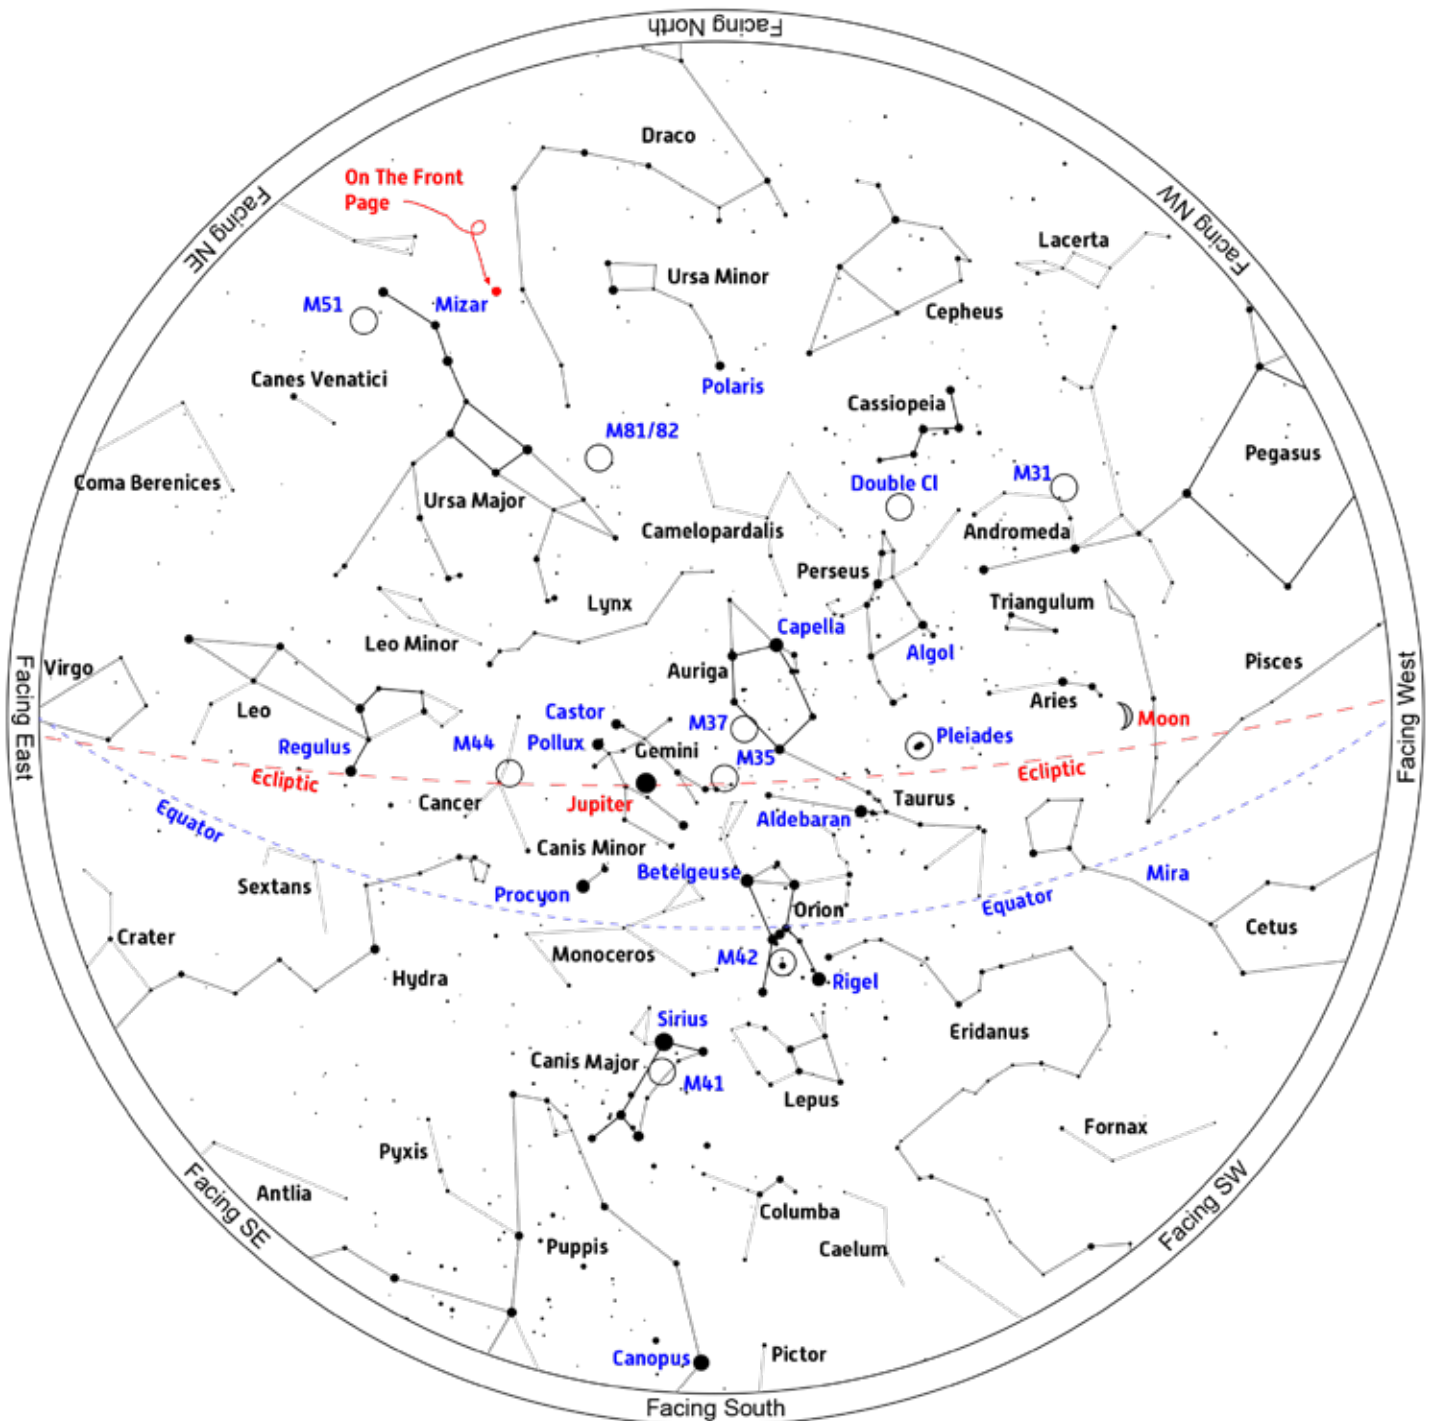 Facing North
Draco
On The Front
Page
Facing NE
Facing NW
Lacerta
Ursa Minor
M51
Mizar
Cepheus
Canes Venatici
Polaris
Cassiopeia
M81/82
Pegasus
Coma Berenices
Ursa Major
Double Cl
M31
Camelopardalis
Andromeda
Perseus
Lynx
Triangulum
Leo Minor
Capella
Algol
Virgo
Auriga
Pisces
Leo
Aries
Castor
M37
Moon
Regulus
M44
Pollux
Gemini
M35
Pleiades
Facing East
Facing West
Ecliptic
Ecliptic
Cancer
Jupiter
Taurus
Equator
Aldebaran
Canis Minor
Betelgeuse
Mira
Sextans
Procyon
Equator
Orion
Crater
Cetus
Monoceros
M42
Hydra
Rigel
Sirius
Eridanus
Canis Major
M41
Lepus
Fornax
Pyxis
Antlia
Facing SE
Facing SW
Columba
Puppis
Caelum
Canopus
Pictor
Facing South